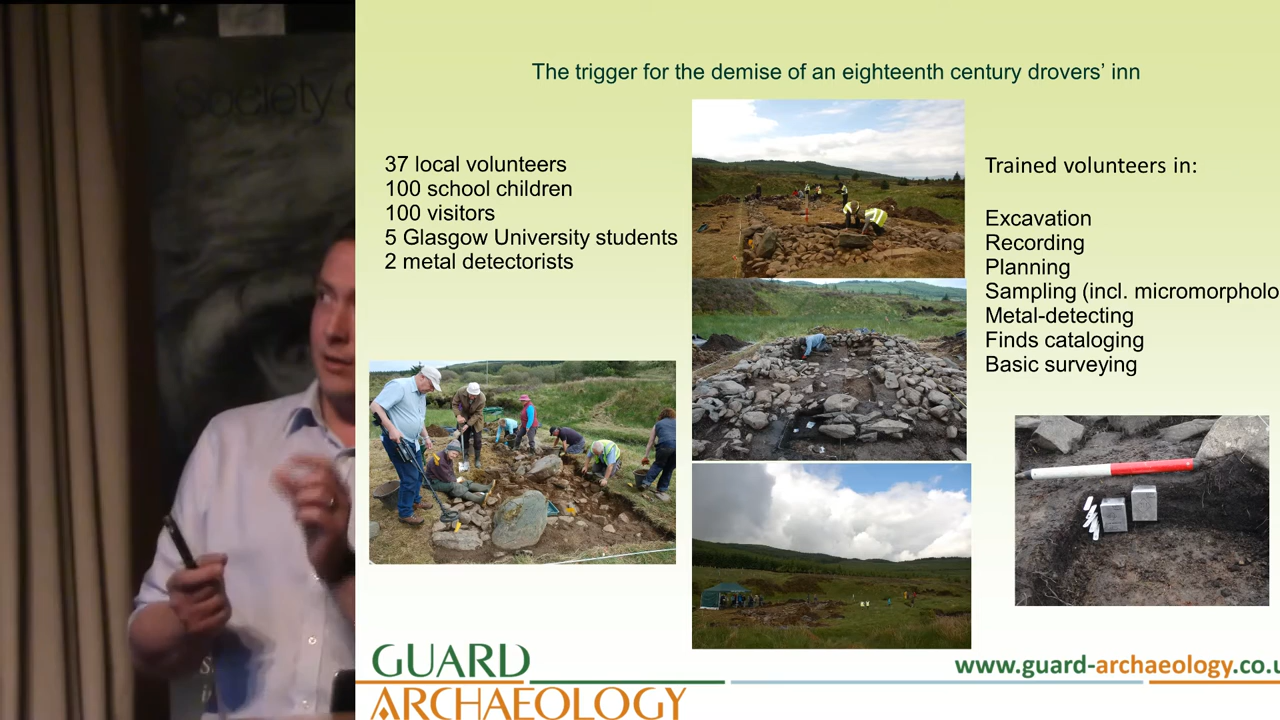 Society
The trigger for the demise of an eighteenth century drovers’ inn
37 local volunteers
100 school children
100 visitors
5 Glasgow University students
2 metal detectorists
Trained volunteers in:
Excavation
Recording
Planning
Sampling (incl. micromorpholo
Metal-detecting
Finds cataloging
Basic surveying
GUARD
ARCHAEOLOGY
www.guard-archaeology.co.u